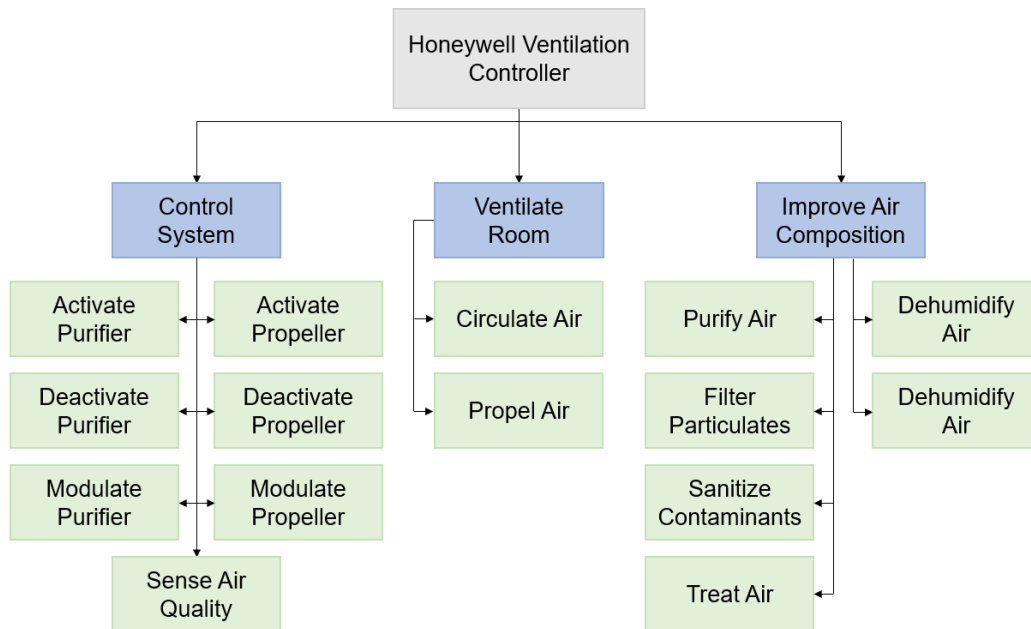 Honeywell Ventilation
Controller
Control
System
Ventilate
Room
Improve Air
Composition
Activate
Purifier
Activate
Propeller
Circulate Air
Purify Air
Dehumidify
Air
Deactivate
Purifier
Deactivate
Propeller
Propel Air
Filter
Particulates
Dehumidify
Air
Modulate
Purifier
Modulate
Propeller
Sanitize
Contaminants
Sense Air
Quality
Treat Air